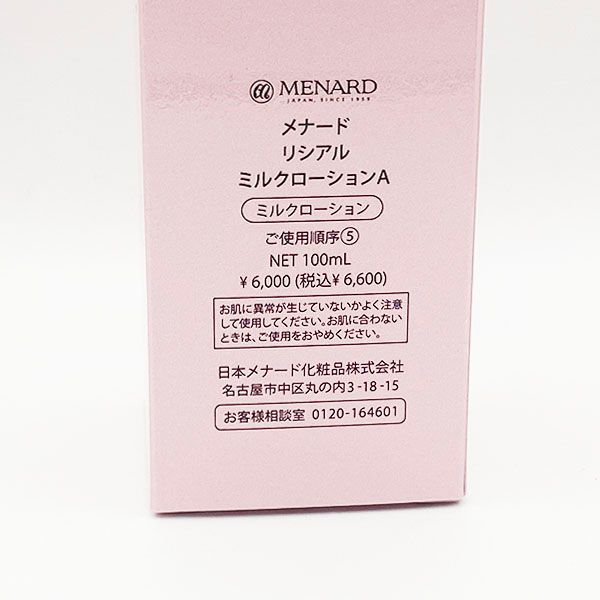 MENARD
JAPAN, SINCE 1959
メナード
リシアル
ミルクローションA
ミルクローション
ご使用順序⑤
NET 100mL
¥ 6,000 (税込¥ 6,600)
お肌に異常が生じていないかよく注意
して使用してください。お肌に合わない
ときは、ご使用をおやめください。
日本メナード化粧品株式会社
名古屋市中区丸の内3-18-15
お客様相談室 0120-164601